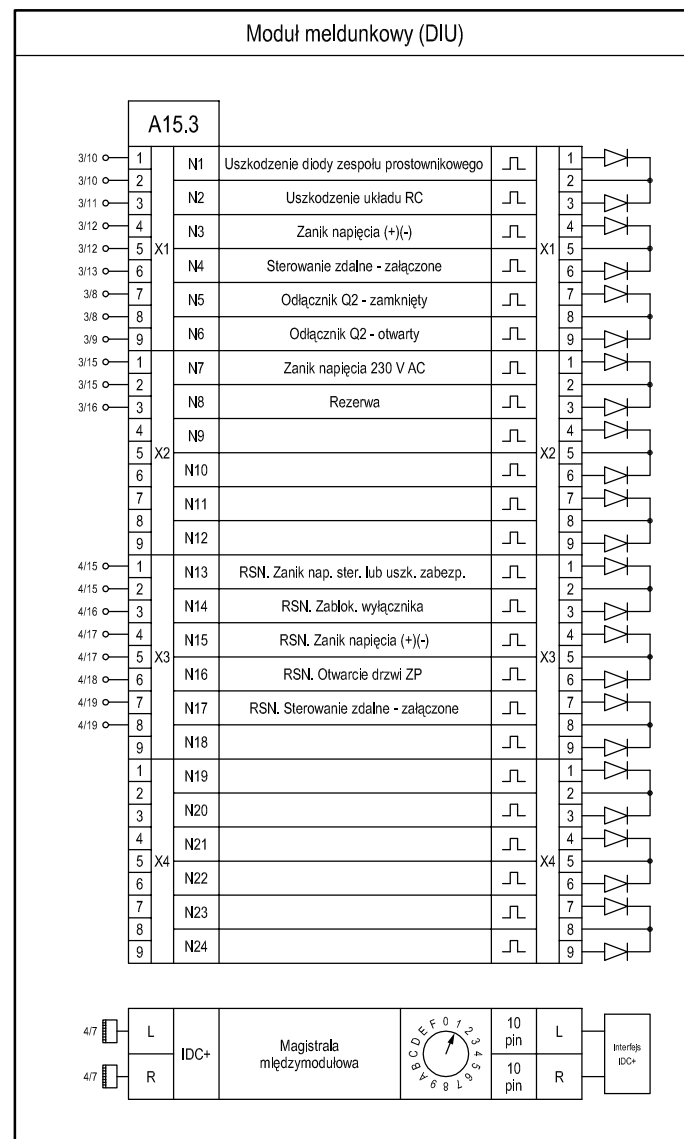 Moduł meldunkowy (DIU)
A15.3
3/10 1 N1 Uszkodzenie diody zespołu prostownikowego 1
3/10 2 2
3/11 3 N2 Uszkodzenie układu RC 3
3/12 4 N3 Zanik napięcia (+)(-) 4
3/12 5 X1 X1 5
3/13 6 N4 Sterowanie zdalne - załączone 6
3/8 7 N5 Odłącznik Q2 - zamknięty 7
3/8 8 8
3/9 9 N6 Odłącznik Q2 - otwarty 9
3/15 1 N7 Zanik napięcia 230 V AC 1
3/15 2 2
3/16 3 N8 Rezerwa 3
4 N9 4
5 X2 X2 5
6 N10 6
7 N11 7
8 8
9 N12 9
4/15 1 N13 RSN. Zanik nap. ster. lub uszk. zabezp. 1
4/15 2 2
4/16 3 N14 RSN. Zablok. wyłącznika 3
4/17 4 N15 RSN. Zanik napięcia (+)(-) 4
4/17 5 X3 X3 5
4/18 6 N16 RSN. Otwarcie drzwi ZP 6
4/19 7 N17 RSN. Sterowanie zdalne - załączone 7
4/19 8 8
9 N18 9
1 N19 1
2 2
3 N20 3
4 N21 4
5 X4 X4 5
6 N22 6
7 N23 7
8 8
9 N24 9
4/7 L 10 pin L
IDC+ Magistrala
międzymodułowa
0 1 2 3 4 5 6 7 8 9 A B C D E F
Interfejs
IDC+
4/7 R 10 pin R